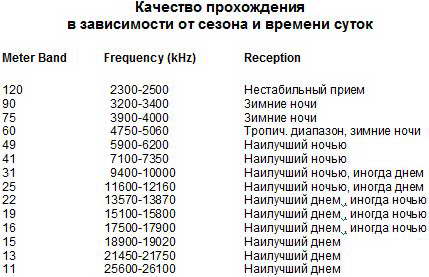 Качество прохождения
в зависимости от сезона и времени суток
Meter Band Frequency (kHz) Reception
120 2300-2500 Нестабильный прием
90 3200-3400 Зимние ночи
75 3900-4000 Зимние ночи
60 4750-5060 Тропич. диапазон, зимние ночи
49 5900-6200 Наилучший ночью
41 7100-7350 Наилучший ночью
31 9400-10000 Наилучший ночью, иногда днем
25 11600-12160 Наилучший ночью, иногда днем
22 13570-13870 Наилучший днем, иногда ночью
19 15100-15800 Наилучший днем, иногда ночью
16 17500-17900 Наилучший днем, иногда ночью
15 18900-19020 Наилучший днем
13 21450-21750 Наилучший днем
11 25600-26100 Наилучший днем